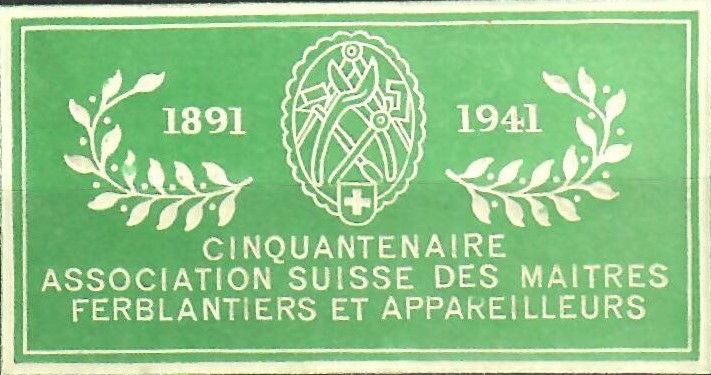 1891 1941
CINQUANTENAIRE
ASSOCIATION SUISSE DES MAITRES
FERBLANTIERS ET APPAREILLEURS